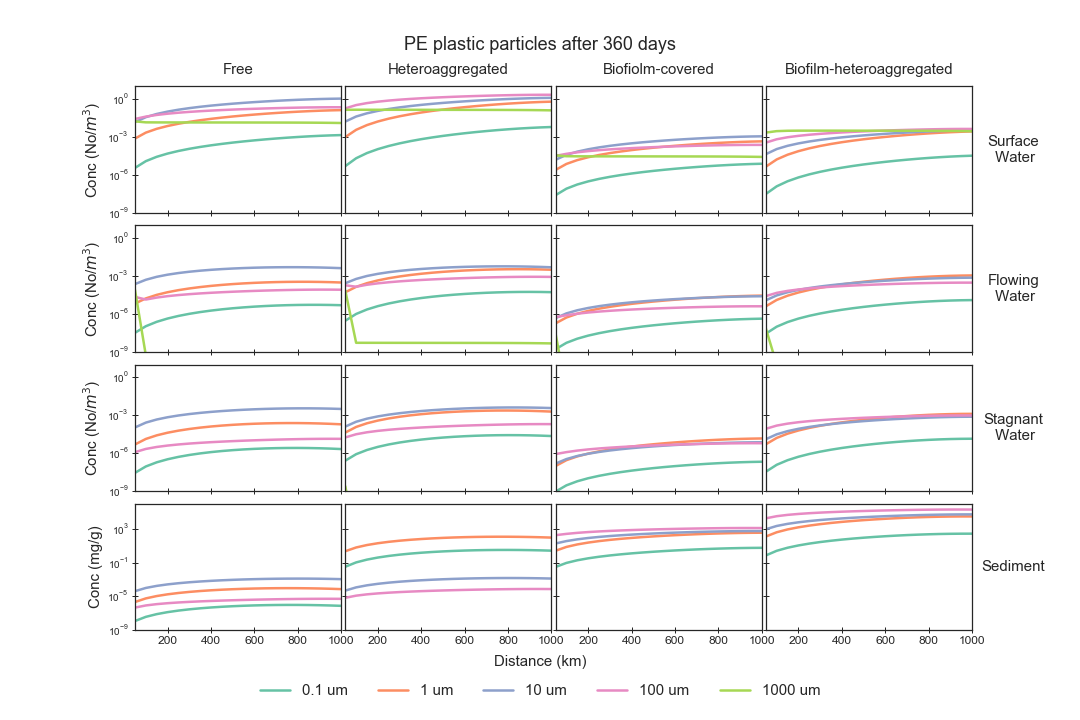 PE plastic particles after 360 days
Free
Heteroaggregated
Biofiolm-covered
Biofilm-heteroaggregated
Conc (No/m³)
10⁰
10⁻³
10⁻⁶
10⁻⁹
Surface
Water
Conc (No/m³)
10⁰
10⁻³
10⁻⁶
10⁻⁹
Flowing
Water
Conc (No/m³)
10⁰
10⁻³
10⁻⁶
10⁻⁹
Stagnant
Water
Conc (mg/g)
10³
10⁻¹
10⁻⁵
10⁻⁹
Sediment
200 400 600 800 1000
200 400 600 800 1000
200 400 600 800 1000
200 400 600 800 1000
Distance (km)
0.1 um 1 um 10 um 100 um 1000 um